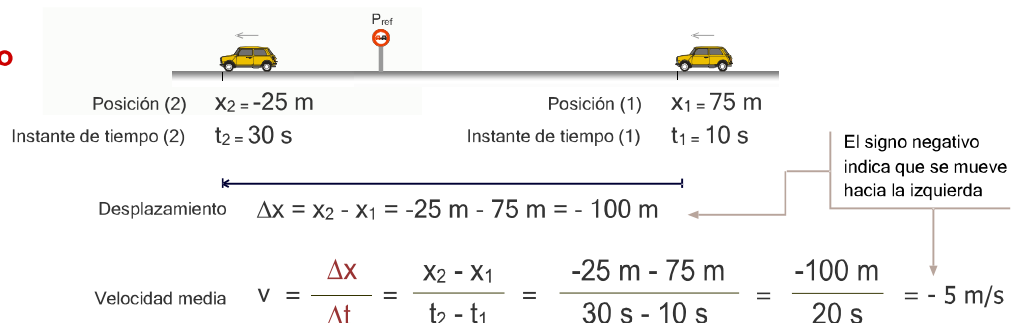 o
Pref
Posición (2) x2 = -25 m Posición (1) x1 = 75 m
Instante de tiempo (2) t2 = 30 s Instante de tiempo (1) t1 = 10 s
El signo negativo
indica que se mueve
hacia la izquierda
Desplazamiento Δx = x2 - x1 = -25 m - 75 m = - 100 m
Velocidad media v = Δx / Δt = x2 - x1 / t2 - t1 = -25 m - 75 m / 30 s - 10 s = -100 m / 20 s = - 5 m/s